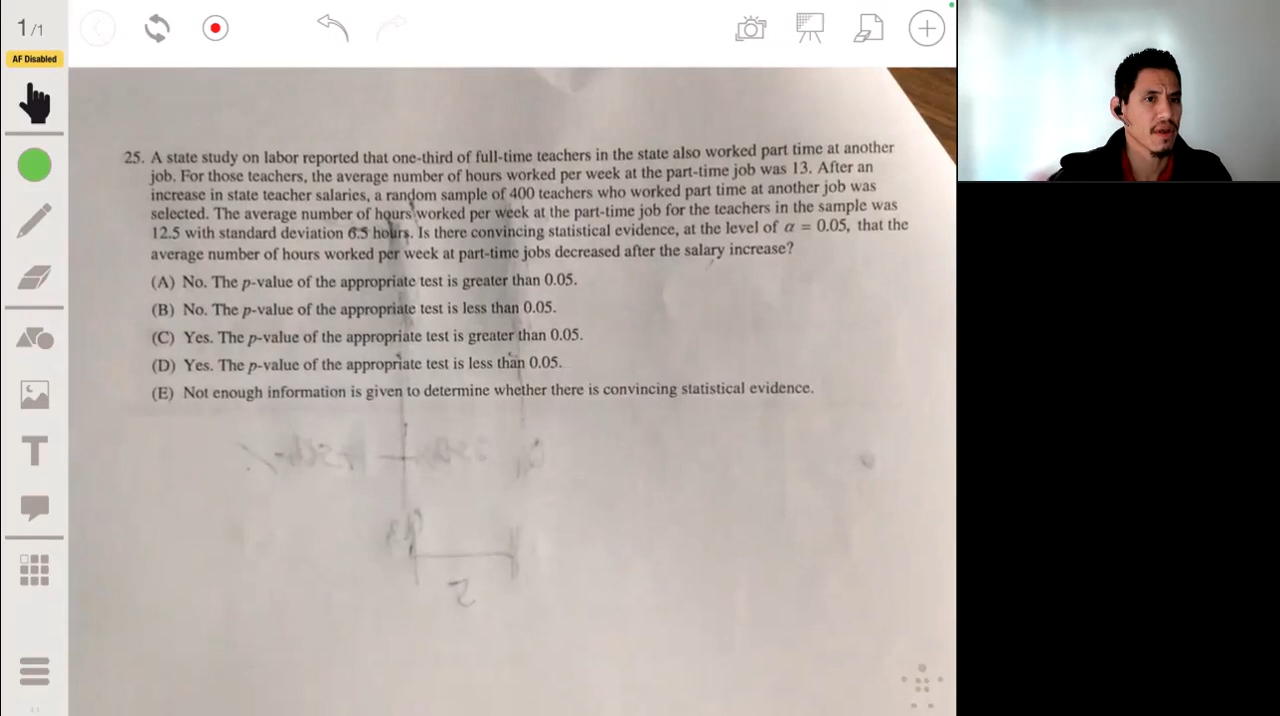 1/1
AF Disabled
25. A state study on labor reported that one-third of full-time teachers in the state also worked part time at another
job. For those teachers, the average number of hours worked per week at the part-time job was 13. After an
increase in state teacher salaries, a random sample of 400 teachers who worked part time at another job was
selected. The average number of hours worked per week at the part-time job for the teachers in the sample was
12.5 with standard deviation 6.5 hours. Is there convincing statistical evidence, at the level of α = 0.05, that the
average number of hours worked per week at part-time jobs decreased after the salary increase?
(A) No. The p-value of the appropriate test is greater than 0.05.
(B) No. The p-value of the appropriate test is less than 0.05.
(C) Yes. The p-value of the appropriate test is greater than 0.05.
(D) Yes. The p-value of the appropriate test is less than 0.05.
(E) Not enough information is given to determine whether there is convincing statistical evidence.
T